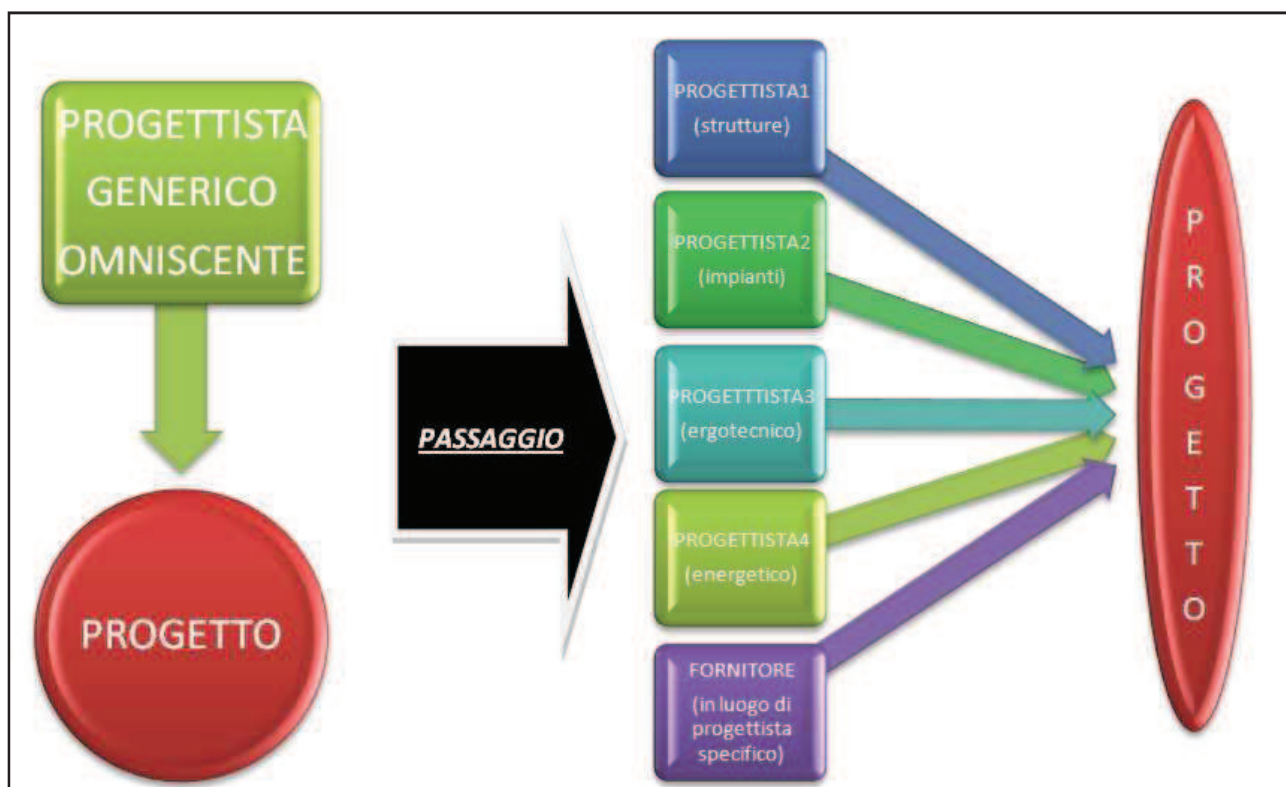 PROGETTISTA
GENERICO
OMNISCENTE
PROGETTO
PASSAGGIO
PROGETTISTA1
(strutture)
PROGETTISTA2
(impianti)
PROGETTTISTA3
(ergotecnico)
PROGETTISTA4
(energetico)
FORNITORE
(in luogo di
progettista
specifico)
P
R
O
G
E
T
T
O